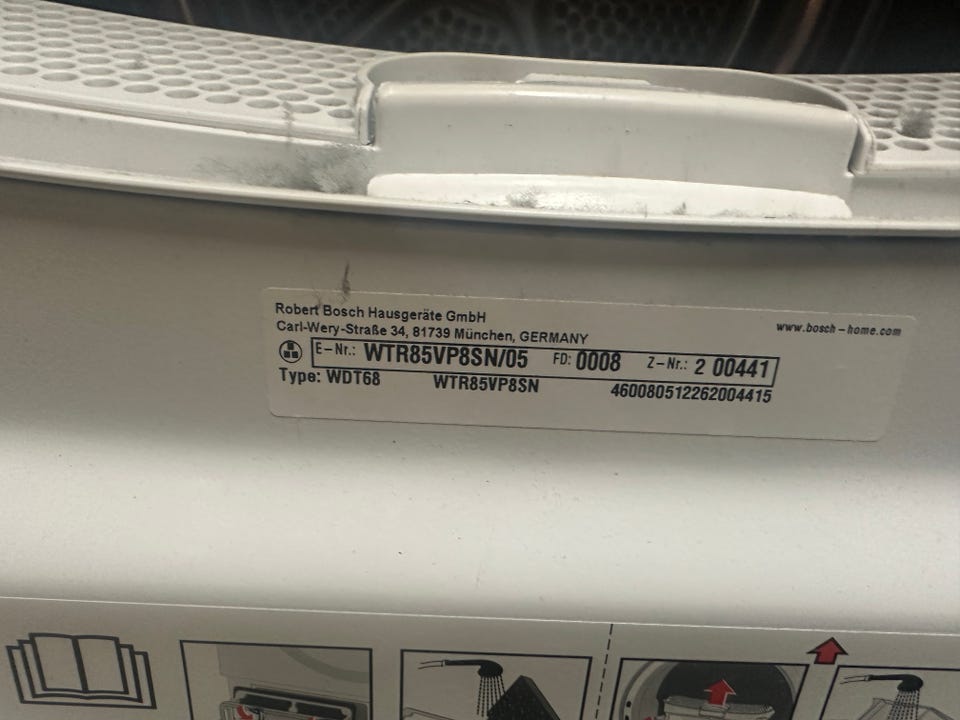 Robert Bosch Hausgeräte GmbH
Carl-Wery-Straße 34, 81739 München, GERMANY
www.bosch-home.com
E-Nr.: WTR85VP8SN/05 FD: 0008 Z-Nr.: 2 00441
Type: WDT68 WTR85VP8SN 460080512262004415